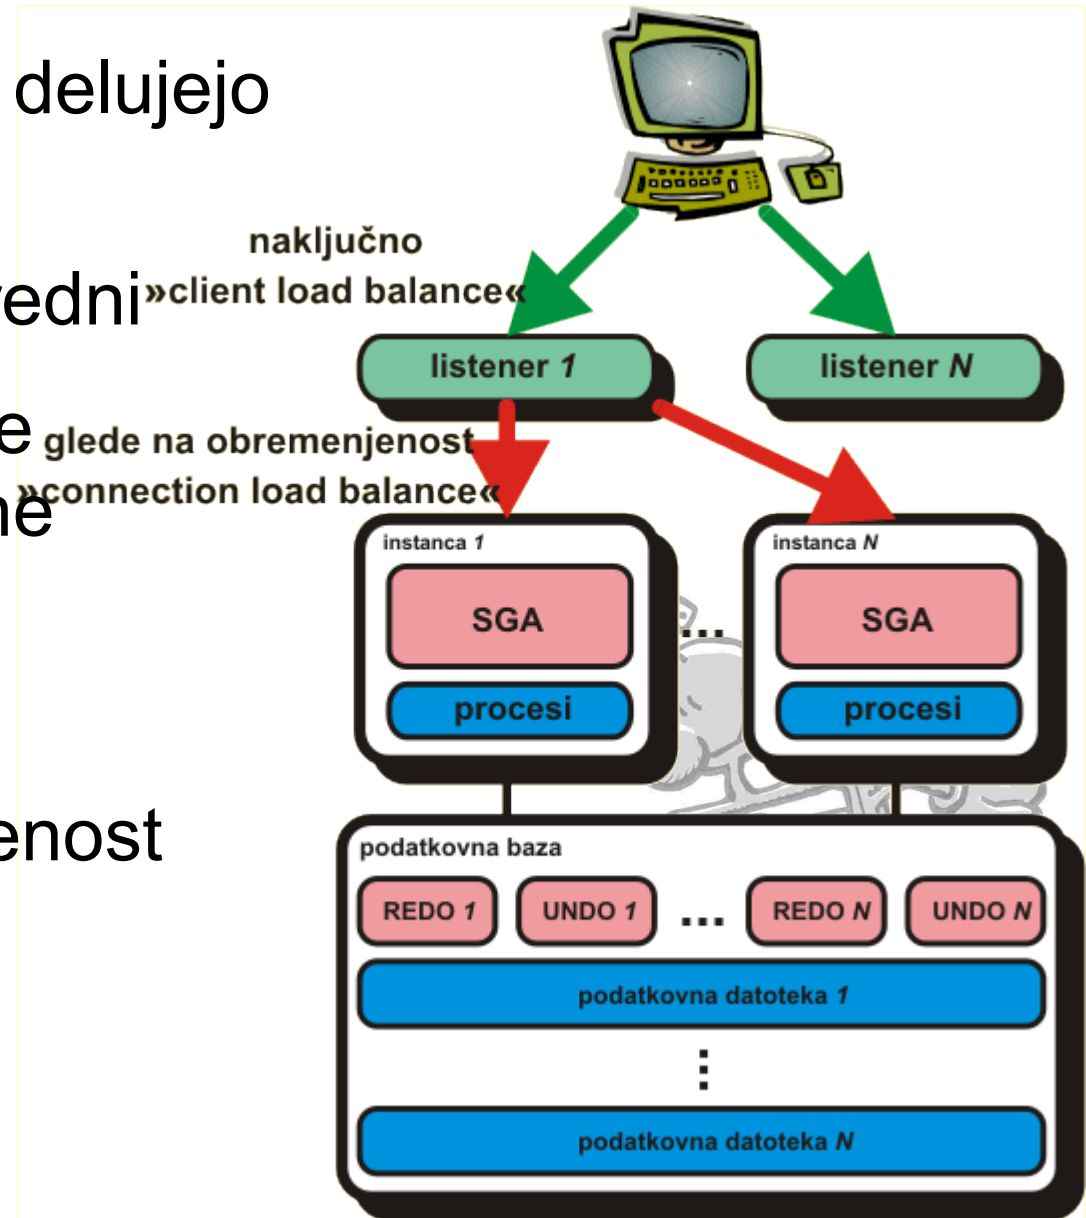 delujejo
naključno
»client load balance«
listener 1
listener N
glede na obremenjenost
»connection load balance«
instanca 1
instanca N
SGA
...
SGA
procesi
procesi
podatkovna baza
REDO 1
UNDO 1
...
REDO N
UNDO N
podatkovna datoteka 1
...
podatkovna datoteka N